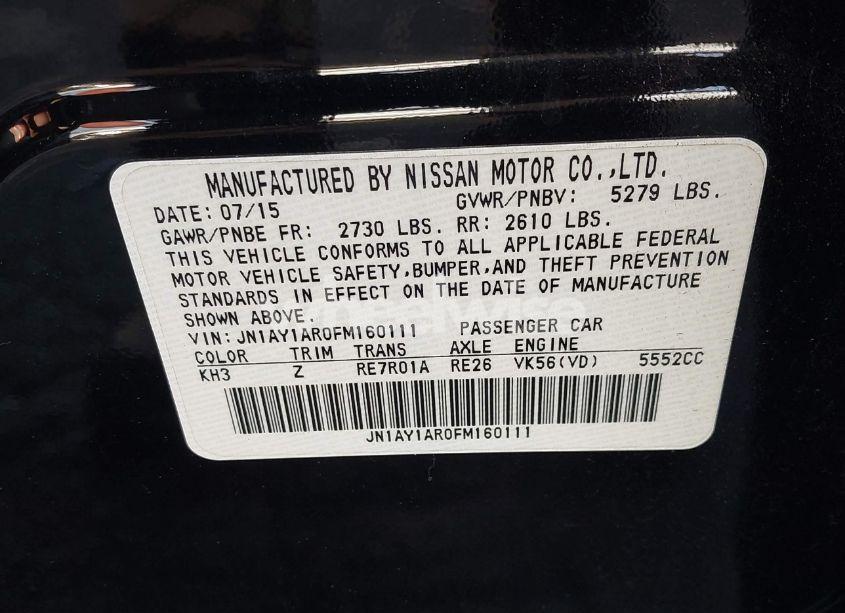 MANUFACTURED BY NISSAN MOTOR CO.,LTD.
DATE: 07/15 GVWR/PNBV: 5279 LBS.
GAWR/PNBE FR: 2730 LBS. RR: 2610 LBS.
THIS VEHICLE CONFORMS TO ALL APPLICABLE FEDERAL
MOTOR VEHICLE SAFETY,BUMPER,AND THEFT PREVENTION
STANDARDS IN EFFECT ON THE DATE OF MANUFACTURE
SHOWN ABOVE.
VIN: JN1AY1AR0FM160111 PASSENGER CAR
COLOR TRIM TRANS AXLE ENGINE
KH3 Z RE7R01A RE26 VK56(VD) 5552CC
JN1AY1AR0FM160111